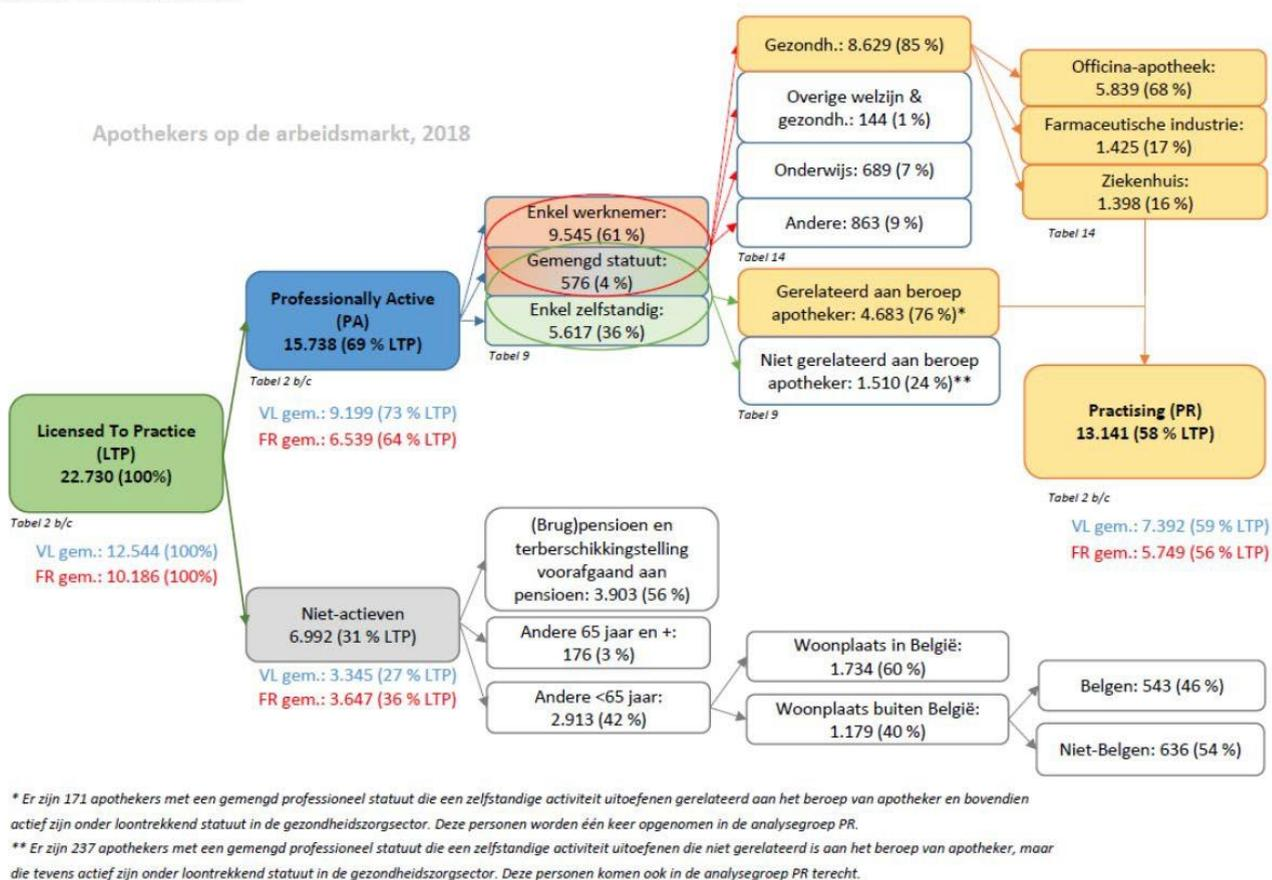 Apothekers op de arbeidsmarkt, 2018
Licensed To Practice
(LTP)
22.730 (100%)
Tabel 2 b/c
VL gem.: 12.544 (100%)
FR gem.: 10.186 (100%)
Professionally Active
(PA)
15.738 (69 % LTP)
Tabel 2 b/c
VL gem.: 9.199 (73 % LTP)
FR gem.: 6.539 (64 % LTP)
Niet-actieven
6.992 (31 % LTP)
VL gem.: 3.345 (27 % LTP)
FR gem.: 3.647 (36 % LTP)
Enkel werknemer:
9.545 (61 %)
Gemengd statuut:
576 (4 %)
Enkel zelfstandig:
5.617 (36 %)
Tabel 9
Gezondh.: 8.629 (85 %)
Overige welzijn &
gezondh.: 144 (1 %)
Onderwijs: 689 (7 %)
Andere: 863 (9 %)
Tabel 14
Gerelateerd aan beroep
apotheker: 4.683 (76 %)*
Niet gerelateerd aan beroep
apotheker: 1.510 (24 %)**
Tabel 9
Officina-apotheek:
5.839 (68 %)
Farmaceutische industrie:
1.425 (17 %)
Ziekenhuis:
1.398 (16 %)
Tabel 14
Practising (PR)
13.141 (58 % LTP)
Tabel 2 b/c
VL gem.: 7.392 (59 % LTP)
FR gem.: 5.749 (56 % LTP)
(Brug)pensioen en
terberschikkingstelling
voorafgaand aan
pensioen: 3.903 (56 %)
Andere 65 jaar en +:
176 (3 %)
Andere <65 jaar:
2.913 (42 %)
Woonplaats in België:
1.734 (60 %)
Woonplaats buiten België:
1.179 (40 %)
Belgen: 543 (46 %)
Niet-Belgen: 636 (54 %)
* Er zijn 171 apothekers met een gemengd professioneel statuut die een zelfstandige activiteit uitoefenen gerelateerd aan het beroep van apotheker en bovendien
actief zijn onder loontrekkend statuut in de gezondheidszorgsector. Deze personen worden één keer opgenomen in de analysegroep PR.
** Er zijn 237 apothekers met een gemengd professioneel statuut die een zelfstandige activiteit uitoefenen die niet gerelateerd is aan het beroep van apotheker, maar
die tevens actief zijn onder loontrekkend statuut in de gezondheidszorgsector. Deze personen komen ook in de analysegroep PR terecht.